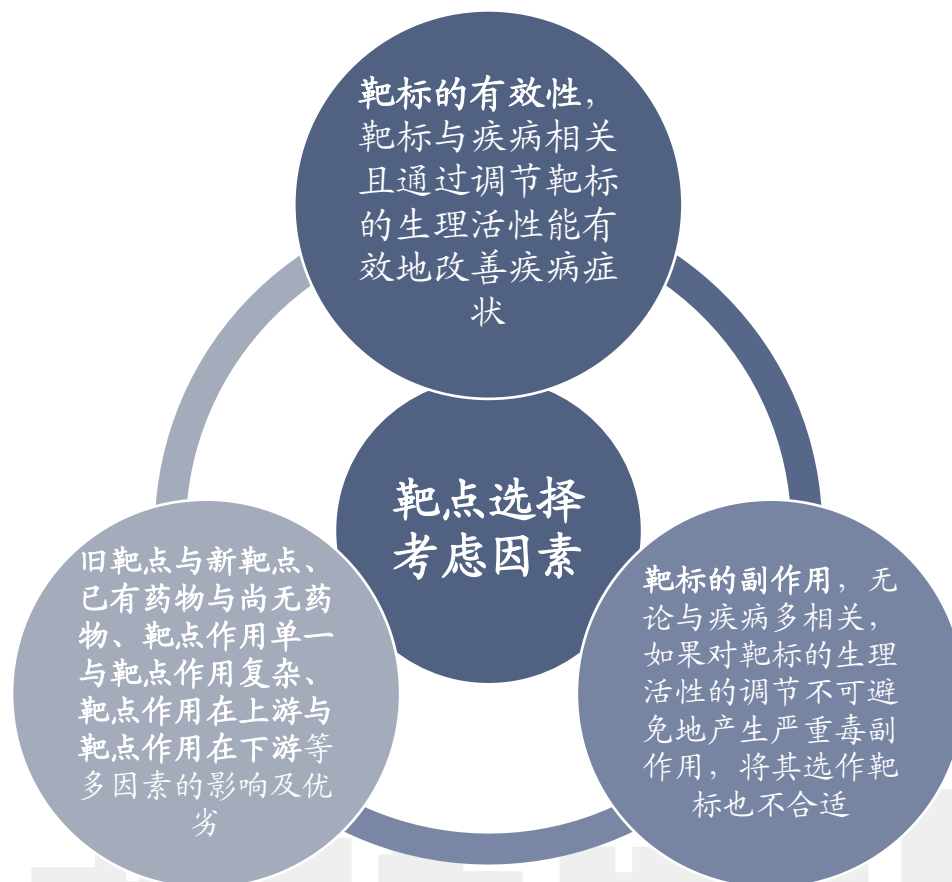 靶标的有效性，
靶标与疾病相关
且通过调节靶标
的生理活性能有
效地改善疾病症
状
靶点选择
考虑因素
旧靶点与新靶点、
已有药物与尚无药
物、靶点作用单一
与靶点作用复杂、
靶点作用在上游与
靶点作用在下游等
多因素的影响及优
劣
靶标的副作用，无
论与疾病多相关，
如果对靶标的生理
活性的调节不可避
免地产生严重毒副
作用，将其选作靶
标也不合适